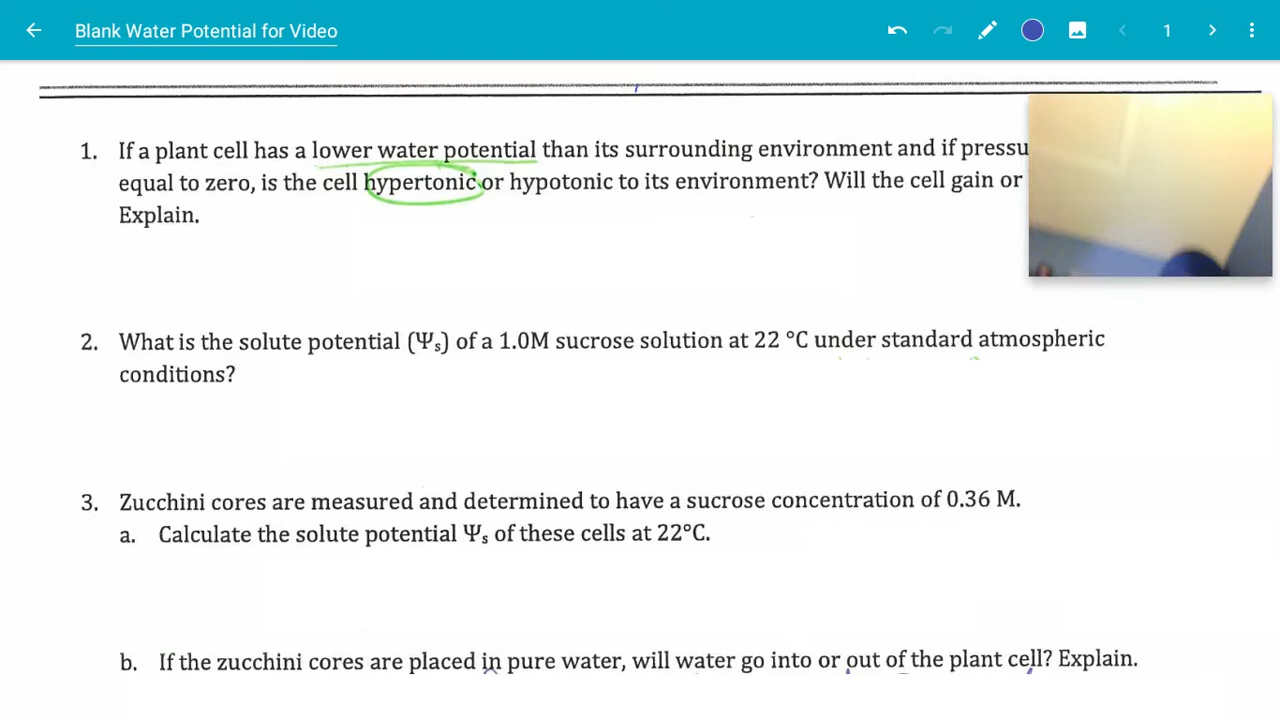 Blank Water Potential for Video
1
1. If a plant cell has a lower water potential than its surrounding environment and if pressu
equal to zero, is the cell hypertonic or hypotonic to its environment? Will the cell gain or
Explain.
2. What is the solute potential (Ψs) of a 1.0M sucrose solution at 22 °C under standard atmospheric
conditions?
3. Zucchini cores are measured and determined to have a sucrose concentration of 0.36 M.
a. Calculate the solute potential Ψs of these cells at 22°C.
b. If the zucchini cores are placed in pure water, will water go into or out of the plant cell? Explain.